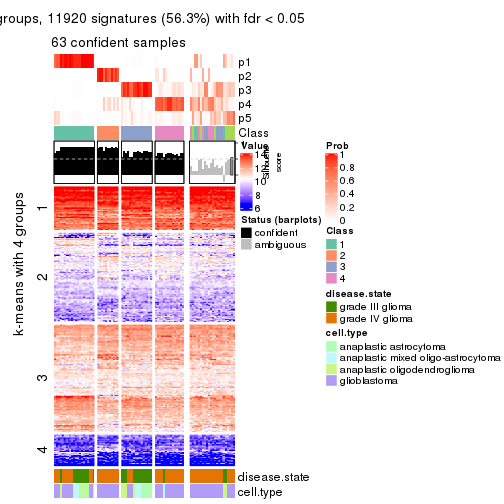 groups, 11920 signatures (56.3%) with fdr < 0.05
63 confident samples
p1
p2
p3
p4
p5
Class
Silhouette
score
k-means with 4 groups
1
2
3
4
disease.state
cell.type
Value
14
12
10
8
6
Status (barplots)
confident
ambiguous
Prob
1
0.8
0.6
0.4
0.2
0
Class
1
2
3
4
disease.state
grade III glioma
grade IV glioma
cell.type
anaplastic astrocytoma
anaplastic mixed oligo-astrocytoma
anaplastic oligodendroglioma
glioblastoma